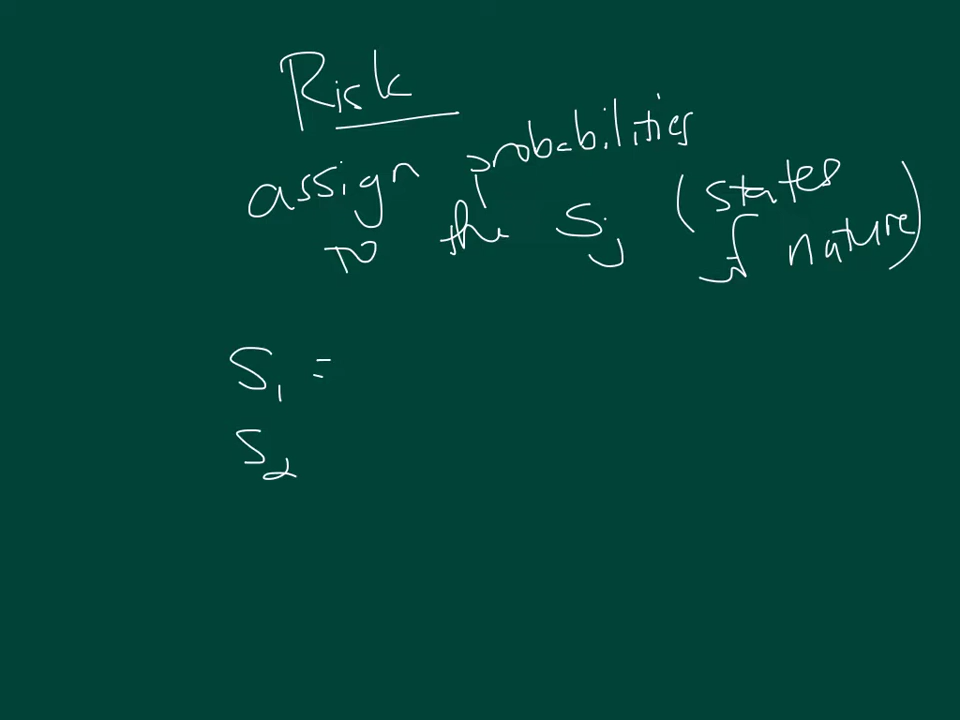 Risk
assign probabilities
to the Sj (states
of nature)
S1 =
S2